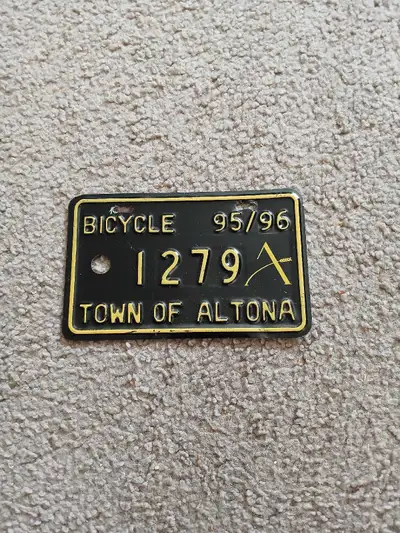 BICYCLE 95/96
1279 A
TOWN OF ALTONA